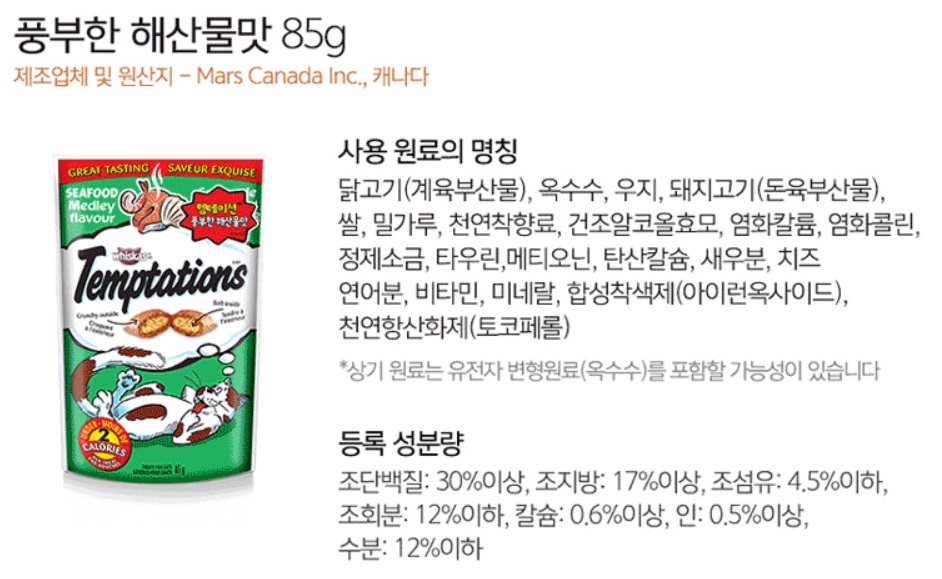 풍부한 해산물맛 85g
제조업체 및 원산지 - Mars Canada Inc., 캐나다
GREAT TASTING SAVEUR EXQUISE
SEAFOOD
Medley
flavour
템테이션
풍부한 해산물맛
Whiskas
Temptations
Crunchy outside
Croquant
à l'extérieur
Soft inside
Tendre à
l'intérieur
UNDER · MOINS DE
2
CALORIES
85 g
사용 원료의 명칭
닭고기(계육부산물), 옥수수, 우지, 돼지고기(돈육부산물),
쌀, 밀가루, 천연착향료, 건조알코올효모, 염화칼륨, 염화콜린,
정제소금, 타우린,메티오닌, 탄산칼슘, 새우분, 치즈
연어분, 비타민, 미네랄, 합성착색제(아이런옥사이드),
천연항산화제(토코페롤)
*상기 원료는 유전자 변형원료(옥수수)를 포함할 가능성이 있습니다
등록 성분량
조단백질: 30%이상, 조지방: 17%이상, 조섬유: 4.5%이하,
조회분: 12%이하, 칼슘: 0.6%이상, 인: 0.5%이상,
수분: 12%이하